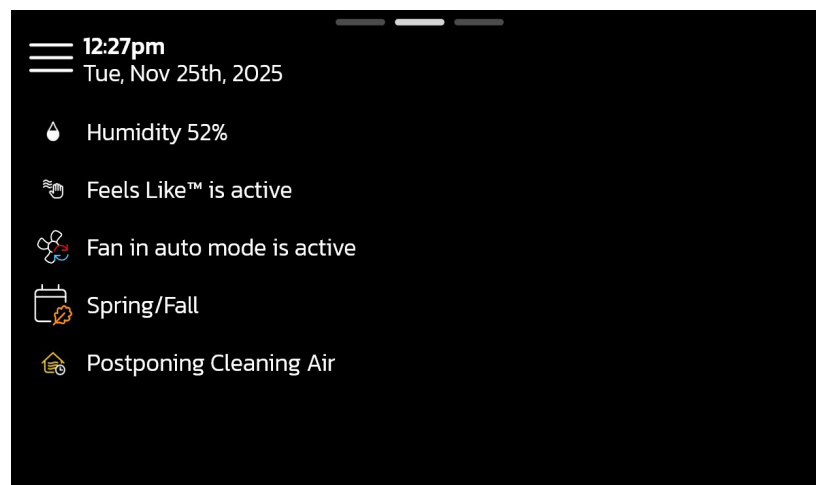 12:27pm
Tue, Nov 25th, 2025
Humidity 52%
Feels Like™ is active
Fan in auto mode is active
Spring/Fall
Postponing Cleaning Air